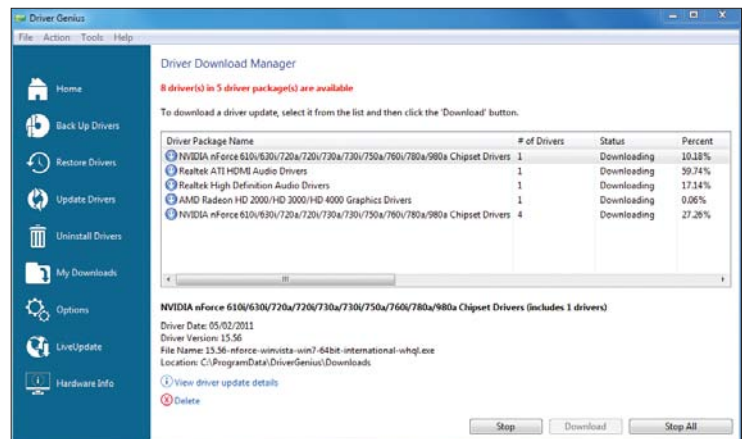 Driver Genius
File Action Tools Help
Home
Back Up Drivers
Restore Drivers
Update Drivers
Uninstall Drivers
My Downloads
Options
LiveUpdate
Hardware Info
Driver Download Manager
8 driver(s) in 5 driver package(s) are available
To download a driver update, select it from the list and then click the 'Download' button.
Driver Package Name # of Drivers Status Percent
NVIDIA nForce 610i/630i/720a/720i/730a/730i/750a/760i/780a/980a Chipset Drivers 1 Downloading 10.18%
Realtek ATI HDMI Audio Drivers 1 Downloading 59.74%
Realtek High Definition Audio Drivers 1 Downloading 17.14%
AMD Radeon HD 2000/HD 3000/HD 4000 Graphics Drivers 1 Downloading 0.06%
NVIDIA nForce 610i/630i/720a/720i/730a/730i/750a/760i/780a/980a Chipset Drivers 4 Downloading 27.26%
NVIDIA nForce 610i/630i/720a/720i/730a/730i/750a/760i/780a/980a Chipset Drivers (includes 1 drivers)
Driver Date: 05/02/2011
Driver Version: 15.56
File Name: 15.56-nforce-winvista-win7-64bit-international-whql.exe
Location: C:\ProgramData\DriverGenius\Downloads
View driver update details
Delete
Stop Download Stop All